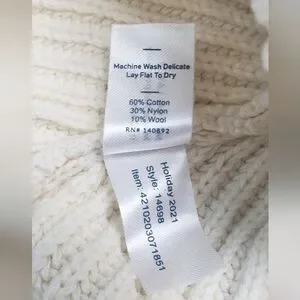 Machine Wash Delicate
Lay Flat To Dry
60% Cotton
30% Nylon
10% Wool
RN# 140892
Holiday 2021
Style: 14698
Item: 4210203071851